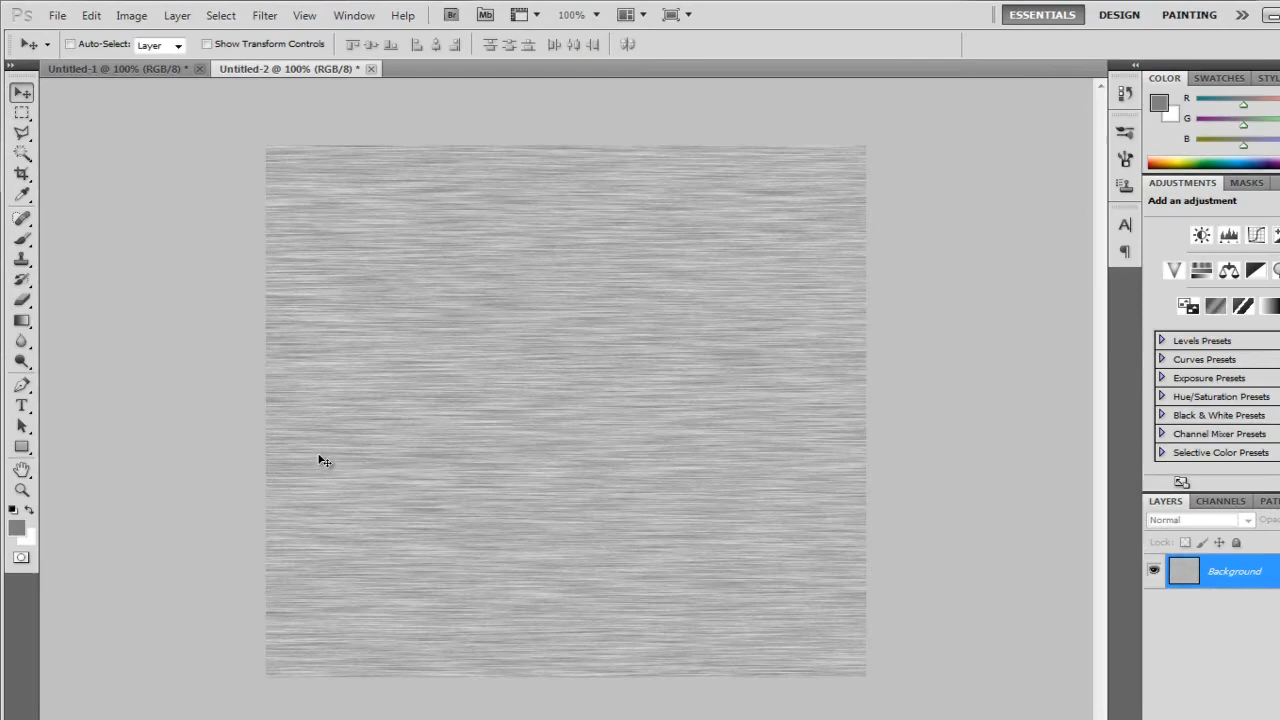 Ps File Edit Image Layer Select Filter View Window Help Br Mb 100% ESSENTIALS DESIGN PAINTING
Auto-Select: Layer Show Transform Controls
Untitled-1 @ 100% (RGB/8) * Untitled-2 @ 100% (RGB/8) *
COLOR SWATCHES STYL
R
G
B
ADJUSTMENTS MASKS
Add an adjustment
Levels Presets
Curves Presets
Exposure Presets
Hue/Saturation Presets
Black & White Presets
Channel Mixer Presets
Selective Color Presets
LAYERS CHANNELS PAT
Normal Opac
Lock:
Background